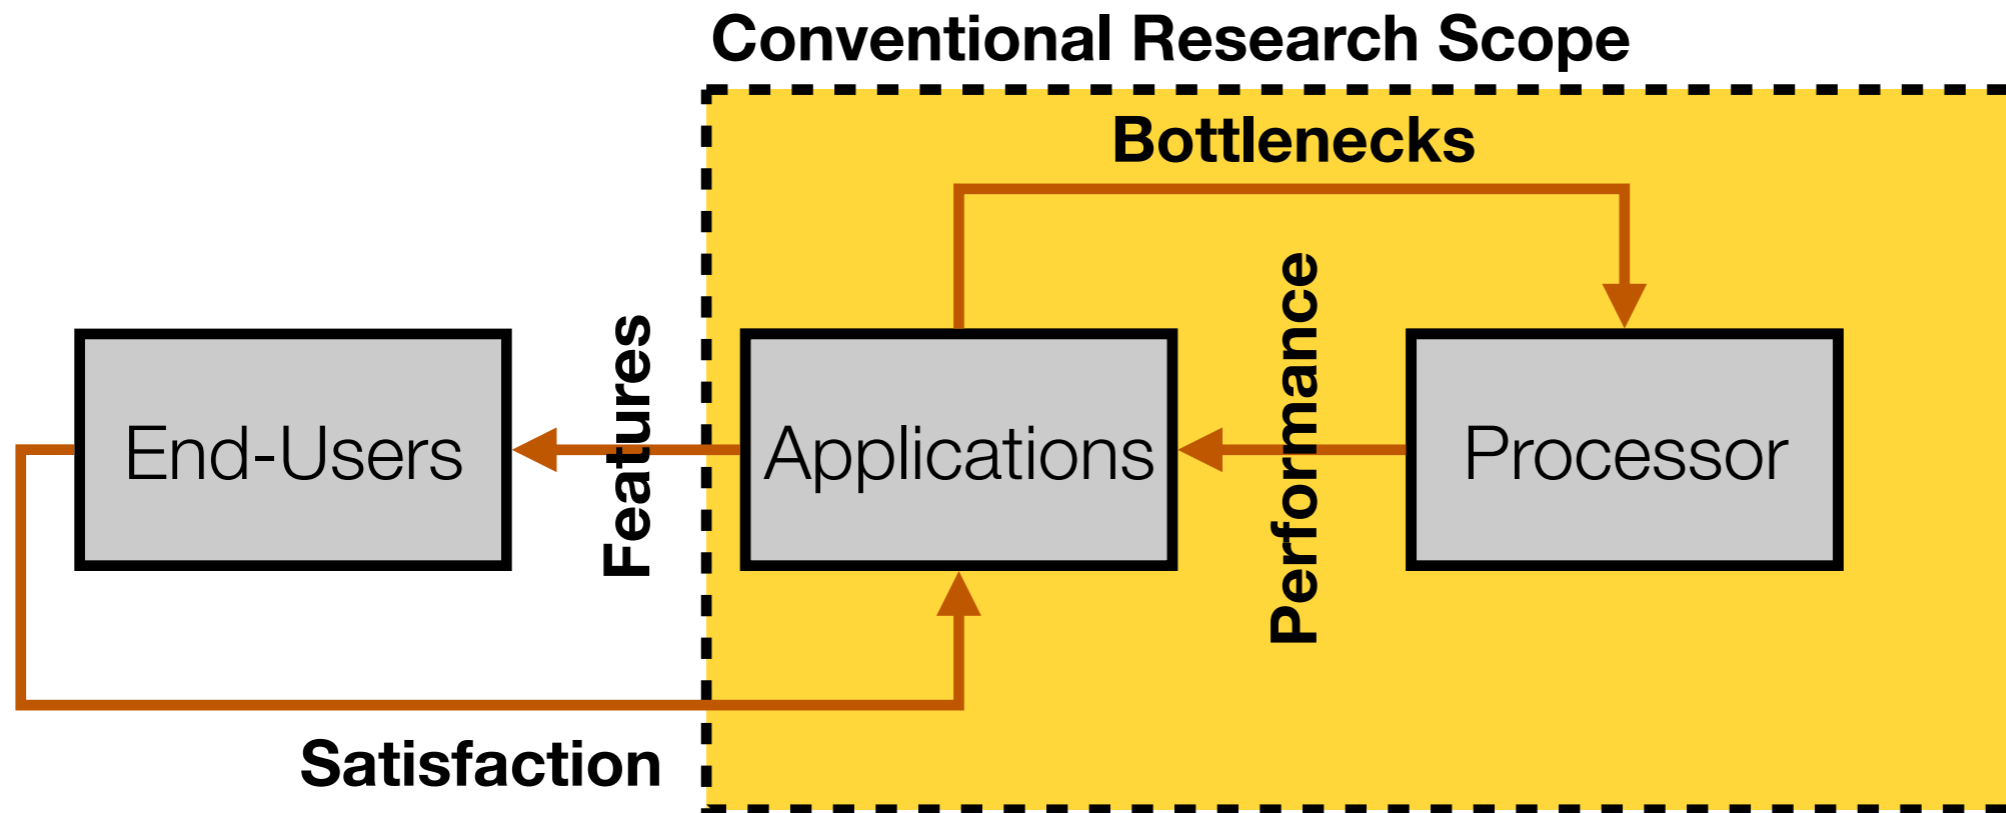 Conventional Research Scope
Bottlenecks
End-Users
Features
Applications
Performance
Processor
Satisfaction